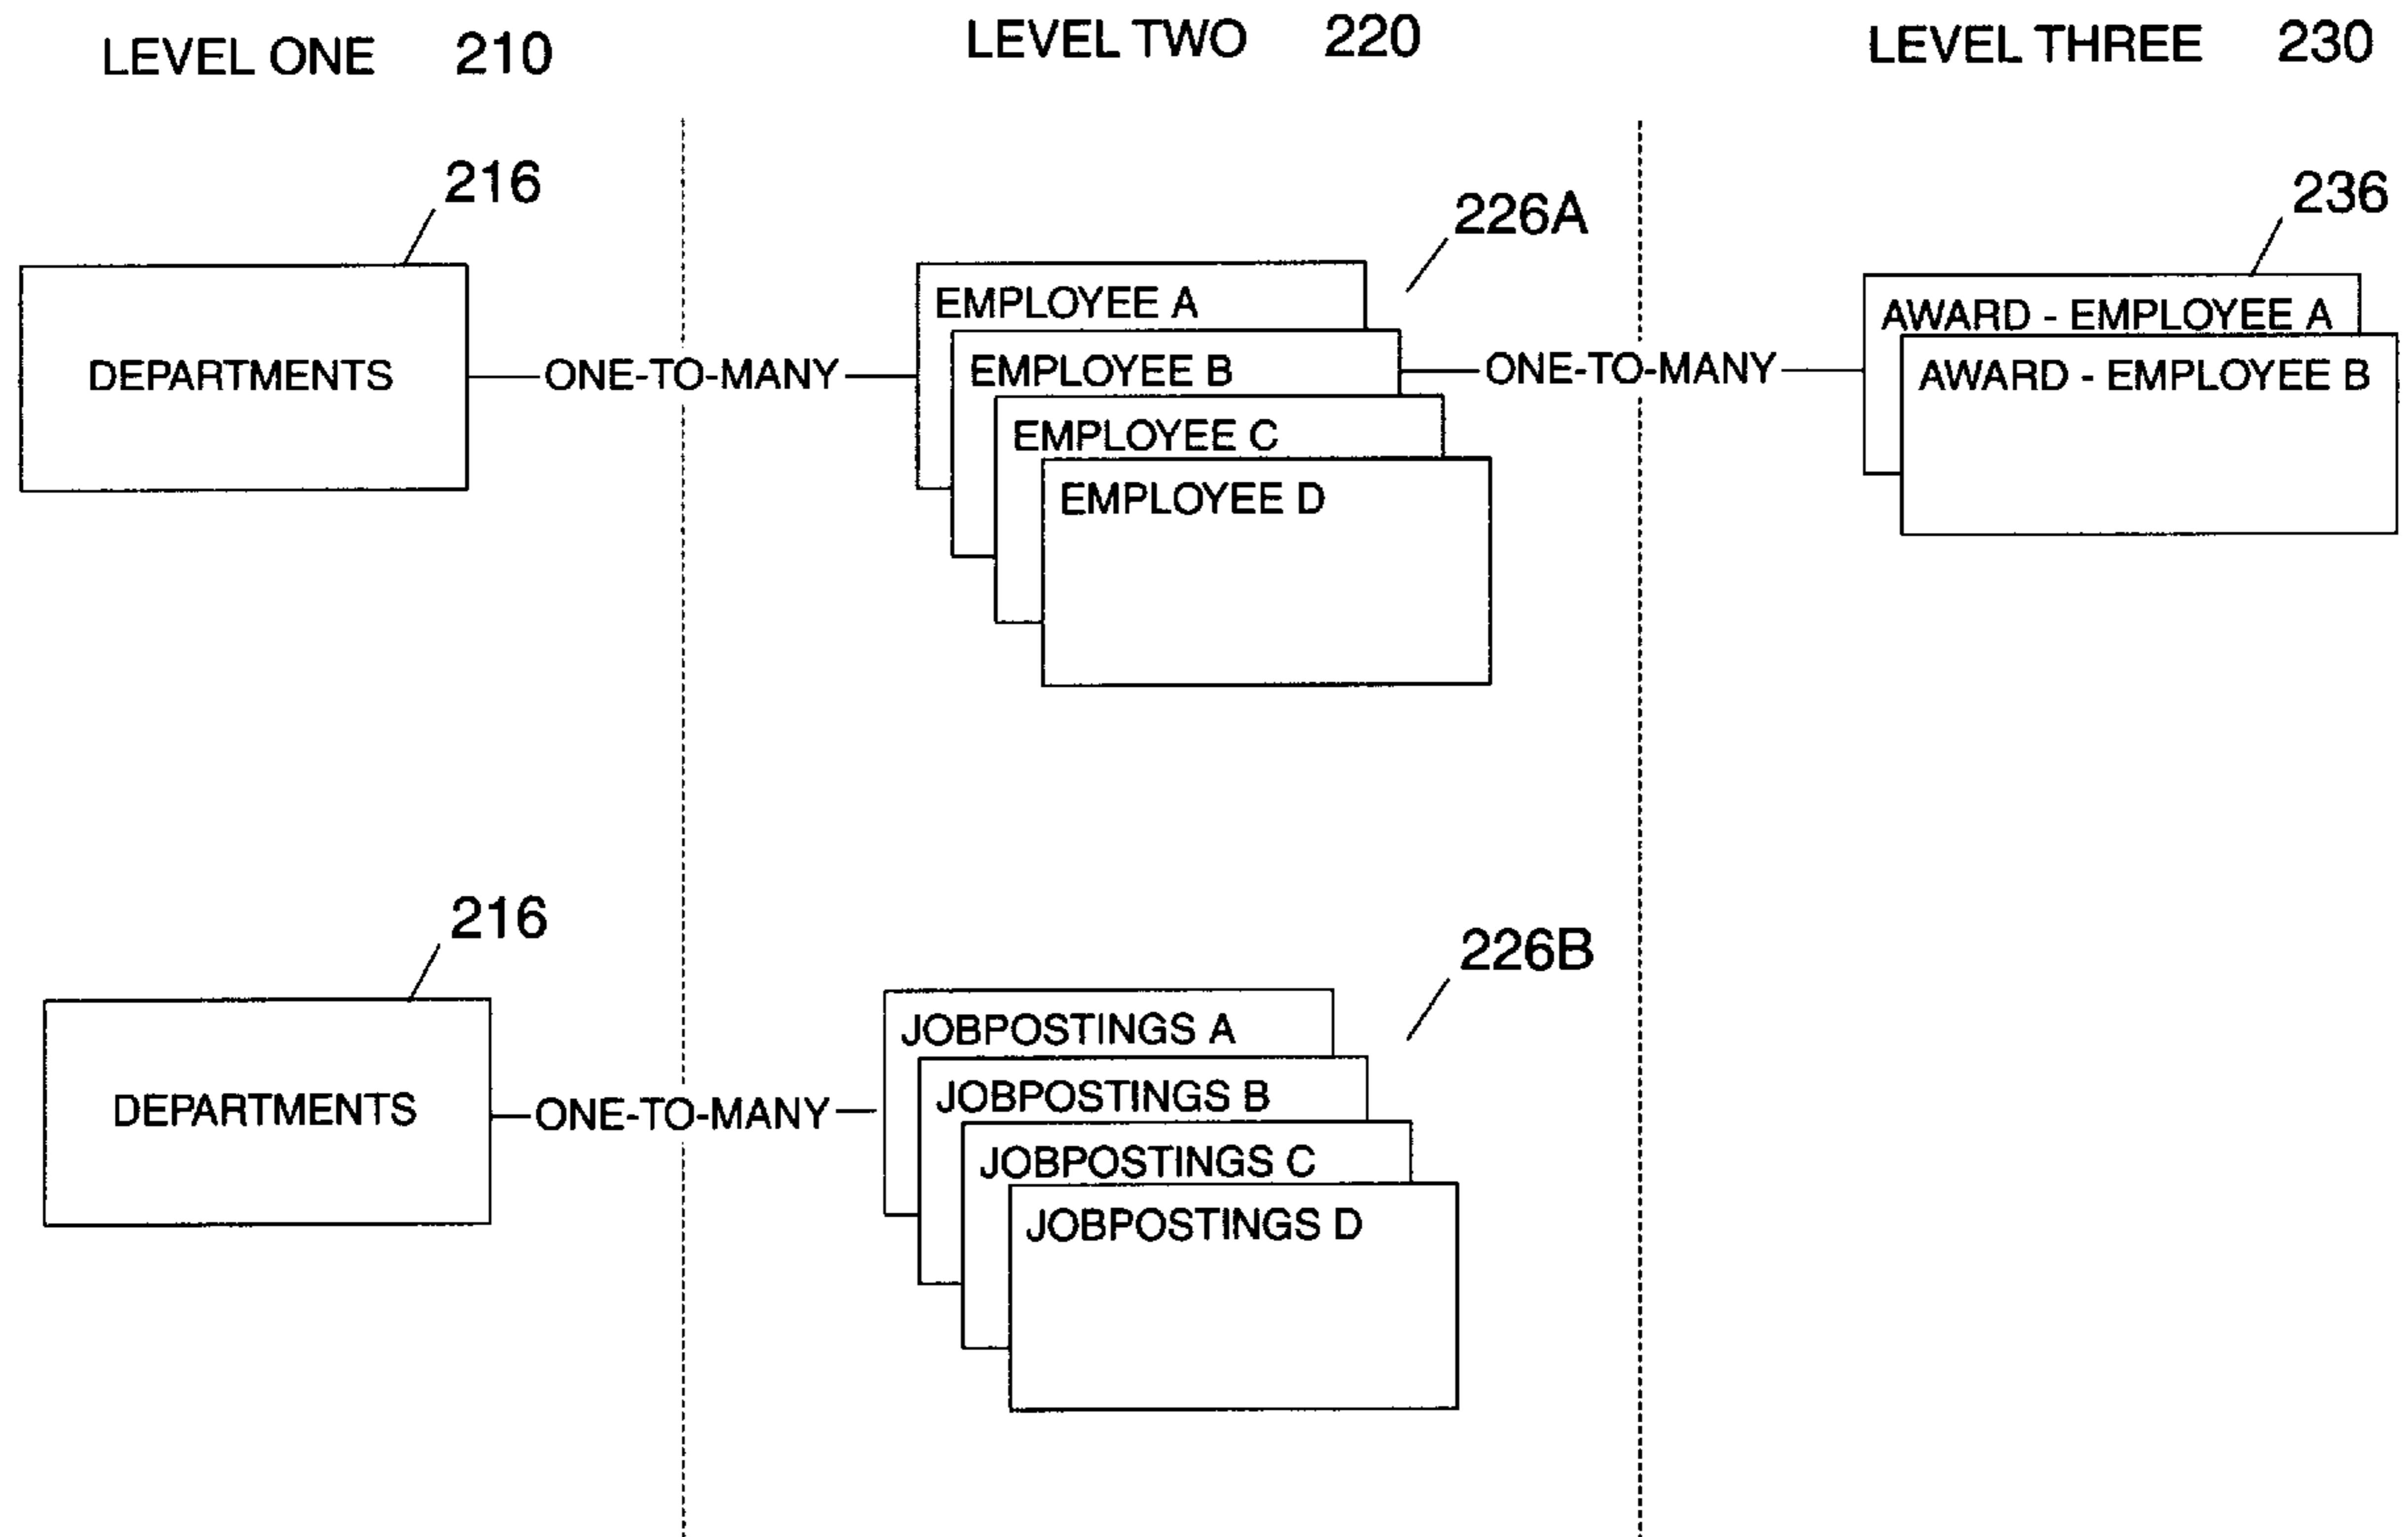 LEVEL ONE 210
LEVEL TWO 220
LEVEL THREE 230
216
226A
236
DEPARTMENTS
ONE-TO-MANY
EMPLOYEE A
EMPLOYEE B
EMPLOYEE C
EMPLOYEE D
ONE-TO-MANY
AWARD - EMPLOYEE A
AWARD - EMPLOYEE B
216
226B
DEPARTMENTS
ONE-TO-MANY
JOBPOSTINGS A
JOBPOSTINGS B
JOBPOSTINGS C
JOBPOSTINGS D